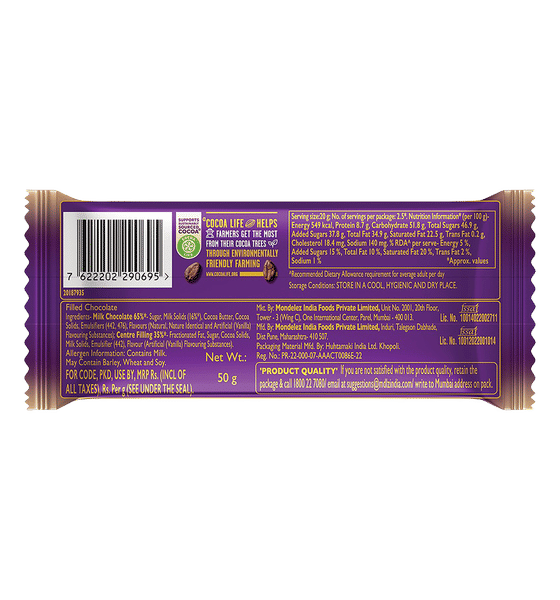 SUPPORTS
SUSTAINABLY
SOURCED
COCOA
COCOA LIFE HELPS
FARMERS GET THE MOST
FROM THEIR COCOA TREES
THROUGH ENVIRONMENTALLY
FRIENDLY FARMING
WWW.COCOALIFE.ORG
7 622202 290695
20187935
Serving size:20 g; No. of servings per package: 2.5*. Nutrition Information* (per 100 g)-
Energy 549 kcal, Protein 8.7 g, Carbohydrate 51.8 g, Total Sugars 46.9 g,
Added Sugars 37.8 g, Total Fat 34.9 g, Saturated Fat 22.5 g, Trans Fat 0.2 g,
Cholesterol 18.4 mg, Sodium 140 mg. % RDA^ per serve- Energy 5 %,
Added Sugars 15 %, Total Fat 10 %, Saturated Fat 20 %, Trans Fat 2 %,
Sodium 1 % *Approx. values
^Recommended Dietary Allowance requirement for average adult per day
Storage Conditions: STORE IN A COOL, HYGIENIC AND DRY PLACE.
Filled Chocolate
Ingredients- Milk Chocolate 65%- Sugar, Milk Solids (16%), Cocoa Butter, Cocoa
Solids, Emulsifiers (442, 476), Flavours (Natural, Nature Identical and Artificial (Vanilla)
Flavouring Substances); Centre Filling 35%- Fractionated Fat, Sugar, Cocoa Solids,
Milk Solids, Emulsifier (442), Flavour (Artificial (Vanilla) Flavouring Substances).
Allergen Information: Contains Milk.
May Contain Barley, Wheat and Soy.
FOR CODE, PKD, USE BY, MRP Rs. (INCL OF
ALL TAXES), Rs. Per g (SEE UNDER THE SEAL).
Net Wt.:
50 g
Mkt. By: Mondelez India Foods Private Limited, Unit No. 2001, 20th Floor,
Tower - 3 (Wing C), One International Center, Parel, Mumbai - 400 013.
Mfd. By: Mondelez India Foods Private Limited, Induri, Talegaon Dabhade,
Dist Pune, Maharashtra- 410 507.
Packaging Material Mfd. By: Huhtamaki India Ltd. Khopoli.
Reg. No.: PR-22-000-07-AAACT0086E-22
fssai
Lic. No. 10014022002711
fssai
Lic. No. 10012022001014
'PRODUCT QUALITY' If you are not satisfied with the product quality, retain the
package & call 1800 22 7080/ email at suggestions@mdlzindia.com/ write to Mumbai address on pack.